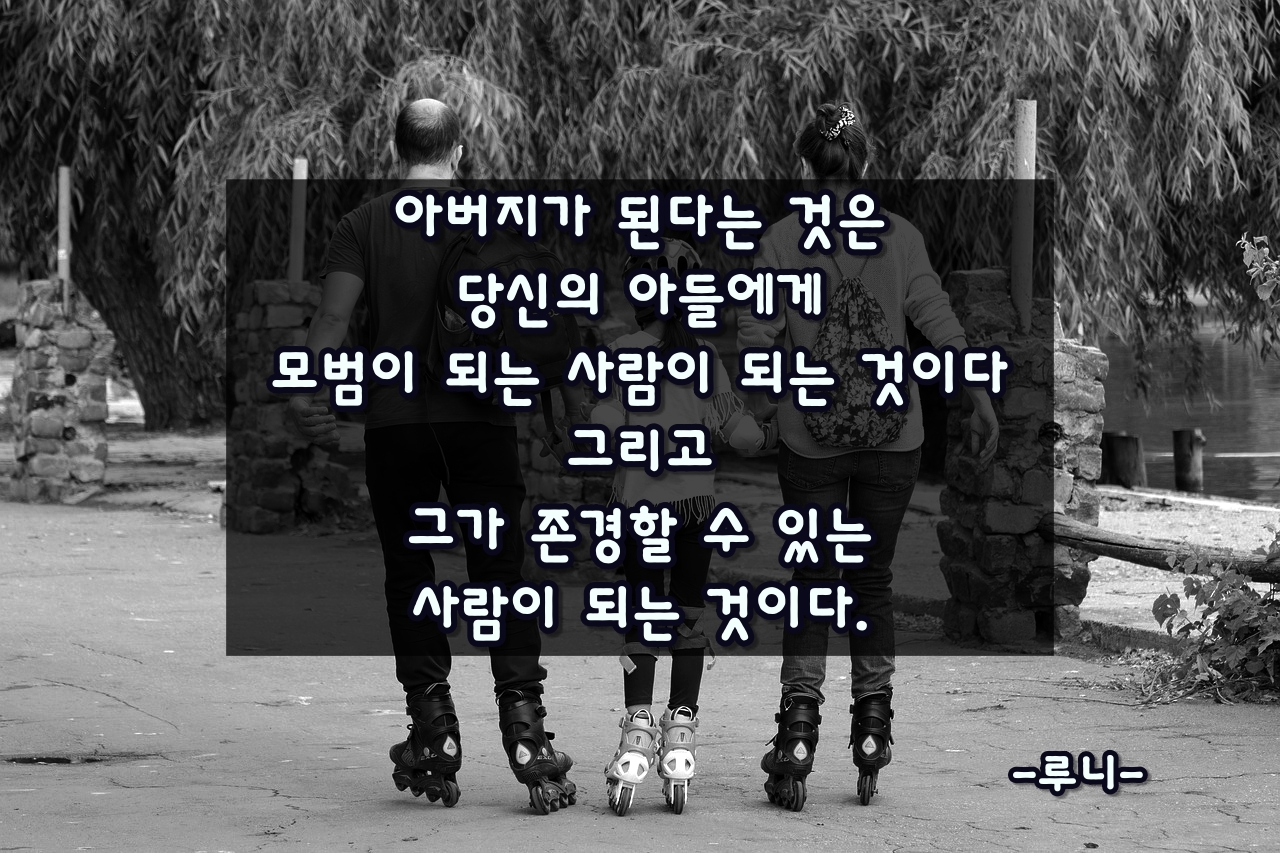 아버지가 된다는 것은
당신의 아들에게
모범이 되는 사람이 되는 것이다
그리고
그가 존경할 수 있는
사람이 되는 것이다.
-루니-